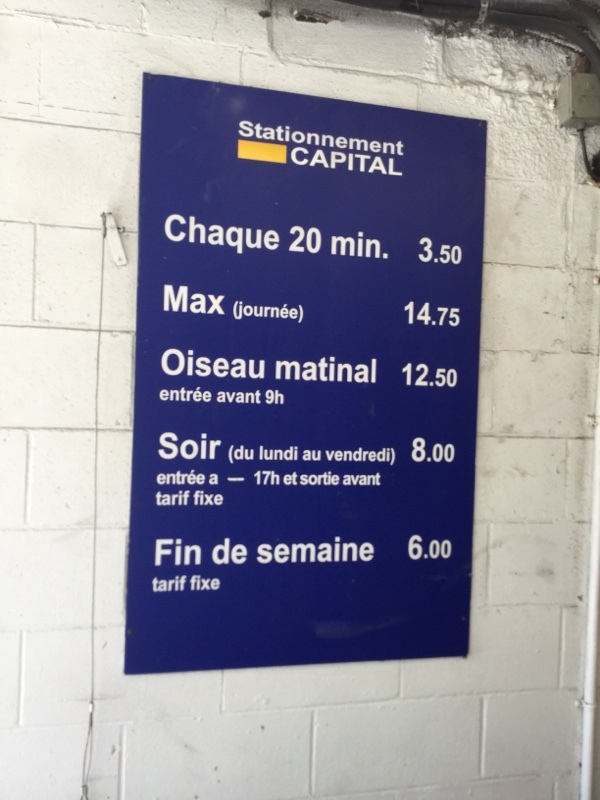 Stationnement
CAPITAL
Chaque 20 min. 3.50
Max (journée) 14.75
Oiseau matinal 12.50
entrée avant 9h
Soir (du lundi au vendredi) 8.00
entrée a — 17h et sortie avant
tarif fixe
Fin de semaine 6.00
tarif fixe